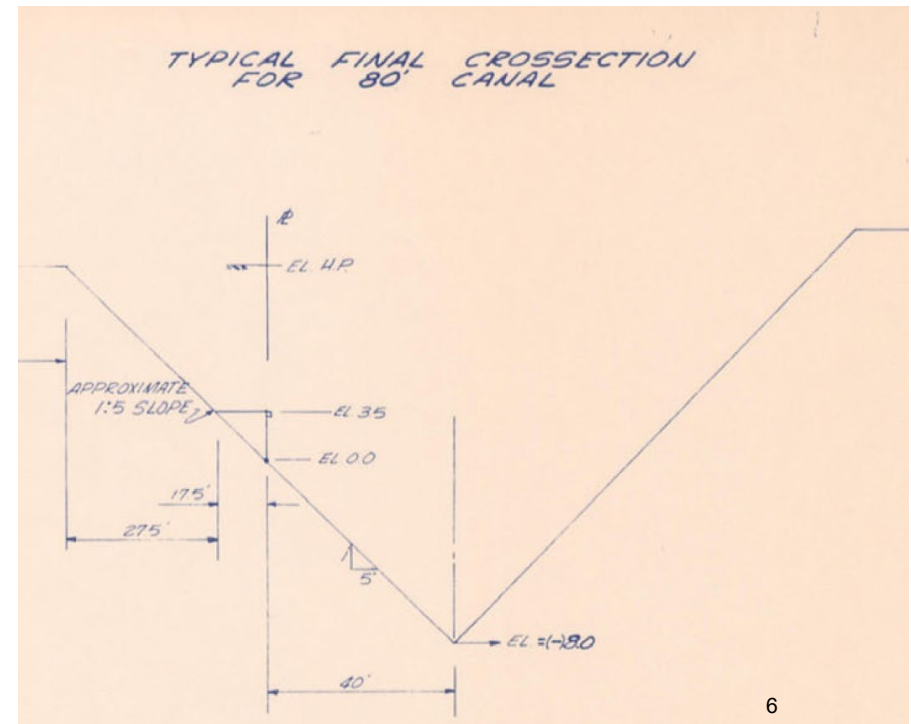 TYPICAL FINAL CROSSECTION
FOR 80' CANAL
EL. H.P.
APPROXIMATE
1:5 SLOPE
EL 3.5
EL 0.0
17.5'
27.5'
1
5'
EL =(-)8.0
40'
6